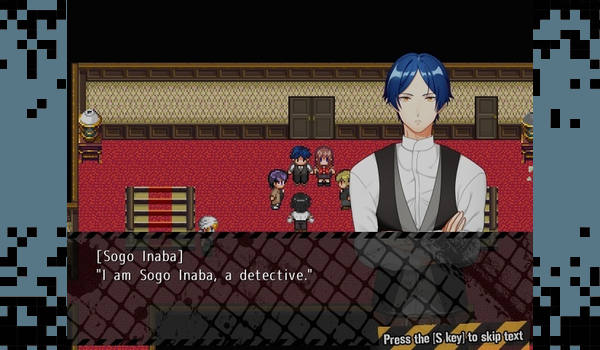 [Sogo Inaba]
"I am Sogo Inaba, a detective."
Press the [S key] to skip text